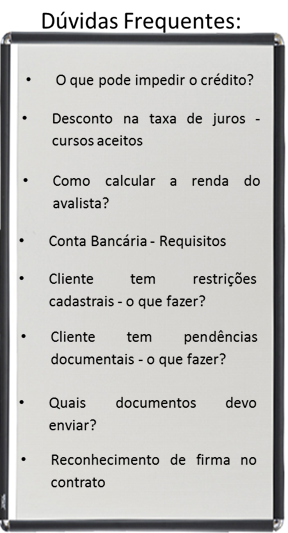 Dúvidas Frequentes:
• O que pode impedir o crédito?
• Desconto na taxa de juros -
cursos aceitos
• Como calcular a renda do
avalista?
• Conta Bancária - Requisitos
• Cliente tem restrições
cadastrais - o que fazer?
• Cliente tem pendências
documentais - o que fazer?
• Quais documentos devo
enviar?
• Reconhecimento de firma no
contrato